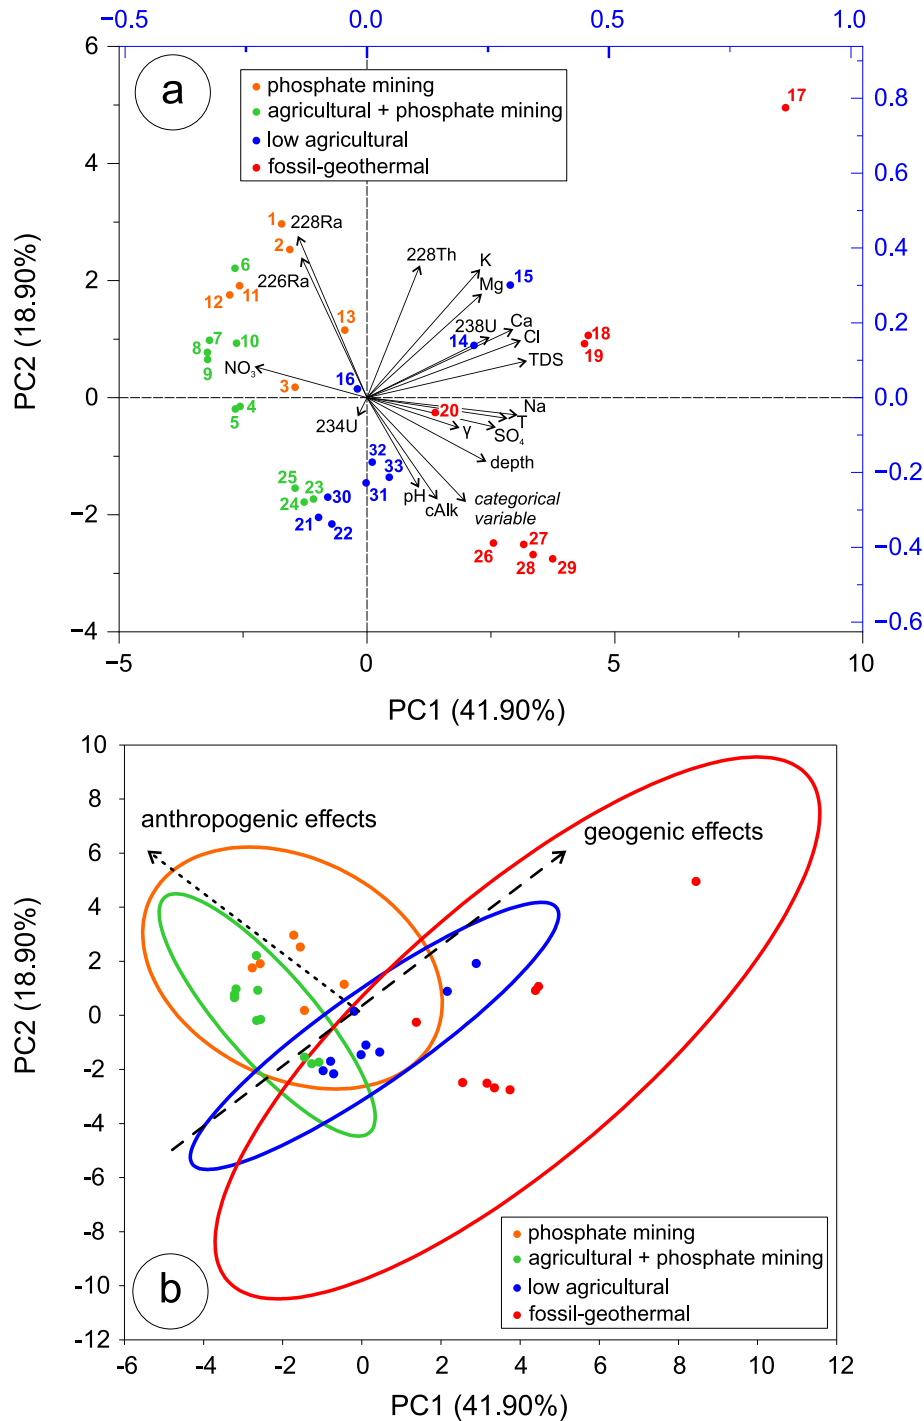 −0.5 0.0 0.5 1.0
6
a
phosphate mining
agricultural + phosphate mining
low agricultural
fossil-geothermal
17
0.8
4
0.6
1 228Ra
2
0.4
6
228Th
K
226Ra
Mg
15
2
12 11
13
238U
Ca
0.2
7
10
14
Cl
18
8
9
19
NO₃
TDS
16
3
PC2 (18.90%)
0
0.0
5 4
234U
20
Na
T
γ
SO₄
32
33
depth
−0.2
25 23
24
30
31
pH
cAlk
categorical
variable
−2
21
22
26
27
28 29
−0.4
−4
−0.6
−5 0 5 10
PC1 (41.90%)
10
8
anthropogenic effects
geogenic effects
6
4
2
PC2 (18.90%)
0
-2
-4
-6
-8
-10
-12
b
phosphate mining
agricultural + phosphate mining
low agricultural
fossil-geothermal
-6 -4 -2 0 2 4 6 8 10 12
PC1 (41.90%)